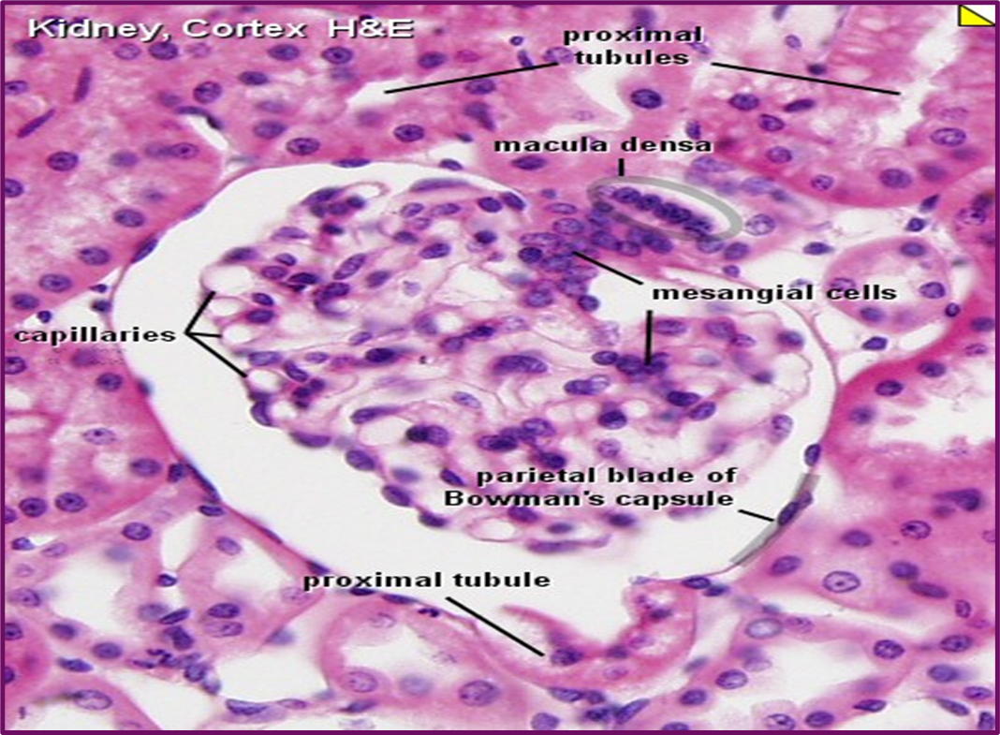 Kidney, Cortex H&E
proximal
tubules
macula densa
mesangial cells
capillaries
parietal blade of
Bowman's capsule
proximal tubule